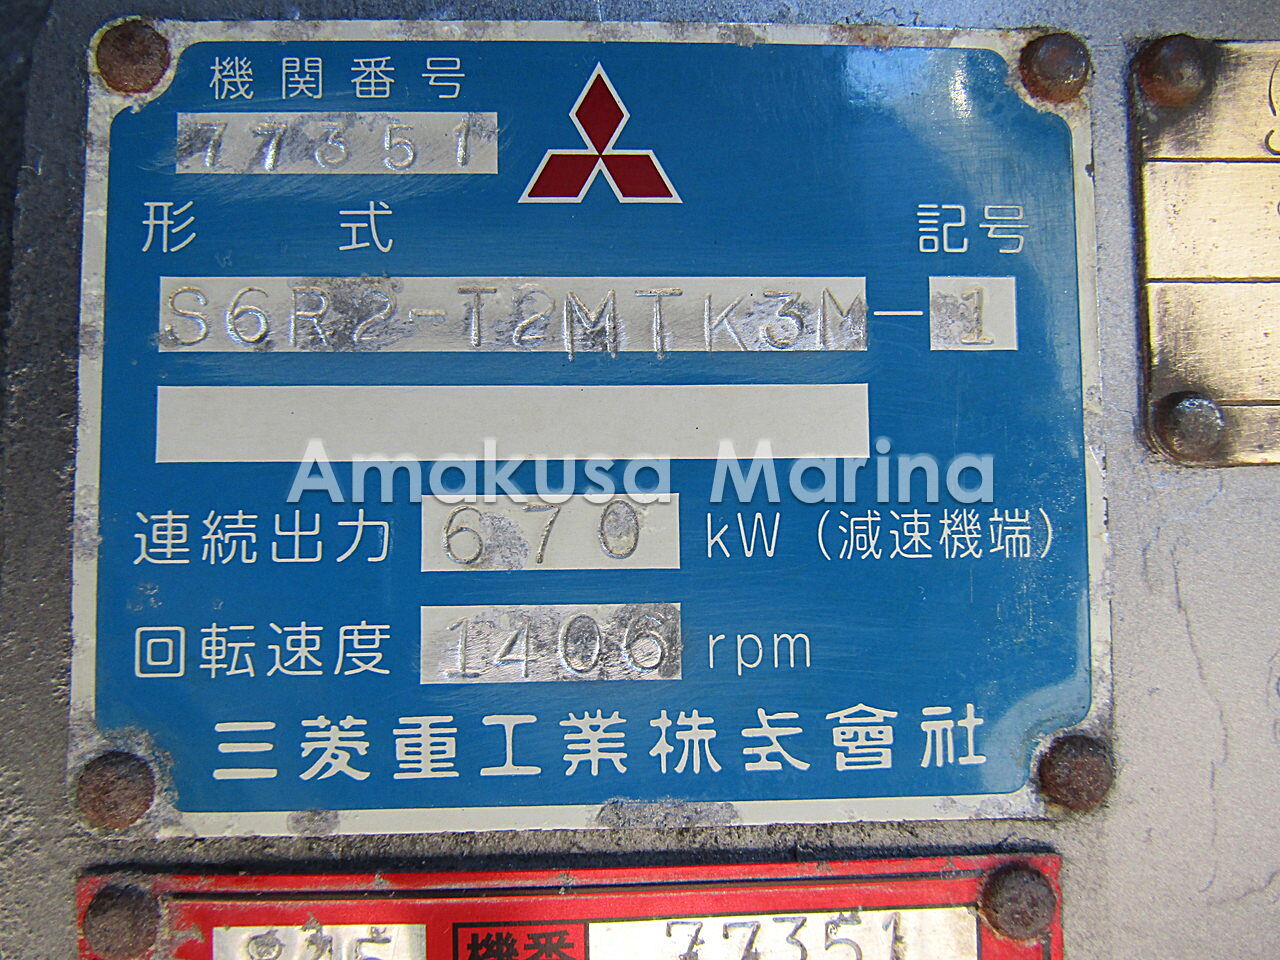 機関番号
77351
形式 記号
S6R2-T2MTK3M-1
Amakusa Marina
連続出力 670 kW (減速機端)
回転速度 1406 rpm
三菱重工業株式會社
機番 77351